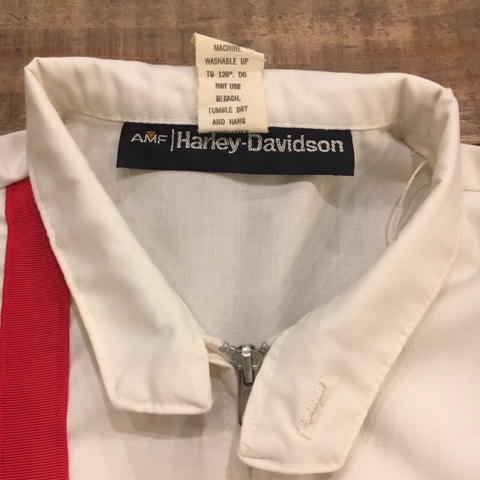 MACHINE
WASHABLE UP
TO 120°. DO
NOT USE
BLEACH.
TUMBLE DRY
AND HANG
AMF | Harley-Davidson